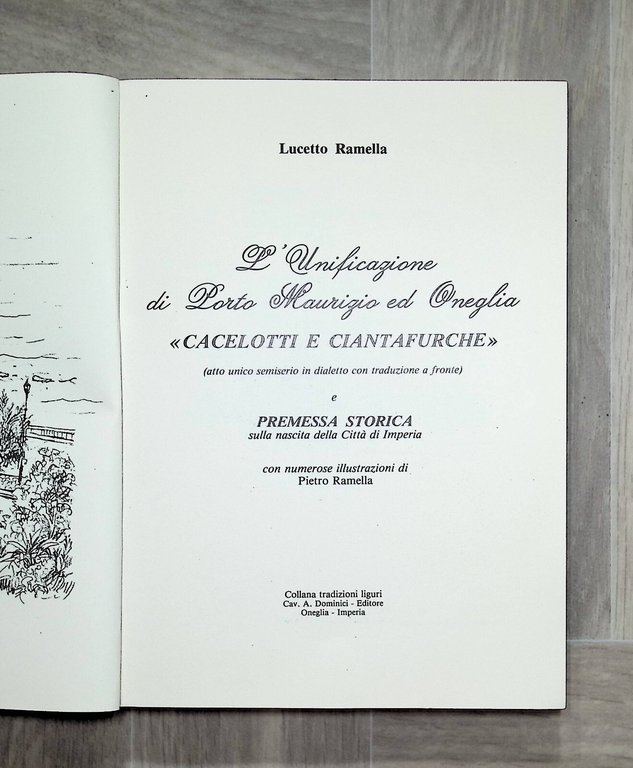 Lucetto Ramella
L'Unificazione
di Porto Maurizio ed Oneglia
«CACELOTTI E CIANTAFURCHE»
(atto unico semiserio in dialetto con traduzione a fronte)
e
PREMESSA STORICA
sulla nascita della Città di Imperia
con numerose illustrazioni di
Pietro Ramella
Collana tradizioni liguri
Cav. A. Dominici - Editore
Oneglia - Imperia